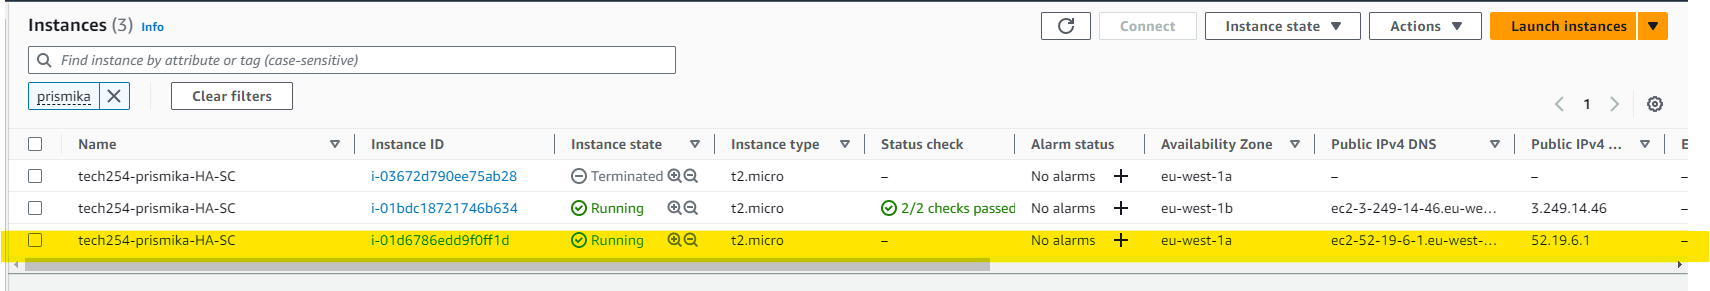 Instances (3) Info Connect Instance state Actions Launch instances
Find instance by attribute or tag (case-sensitive)
prismika Clear filters
1
Name Instance ID Instance state Instance type Status check Alarm status Availability Zone Public IPv4 DNS Public IPv4 ... E
tech254-prismika-HA-SC i-03672d790ee75ab28 Terminated t2.micro – No alarms + eu-west-1a – – –
tech254-prismika-HA-SC i-01bdc18721746b634 Running t2.micro 2/2 checks passed No alarms + eu-west-1b ec2-3-249-14-46.eu-we... 3.249.14.46 –
tech254-prismika-HA-SC i-01d6786edd9f0ff1d Running t2.micro – No alarms + eu-west-1a ec2-52-19-6-1.eu-west-... 52.19.6.1 –